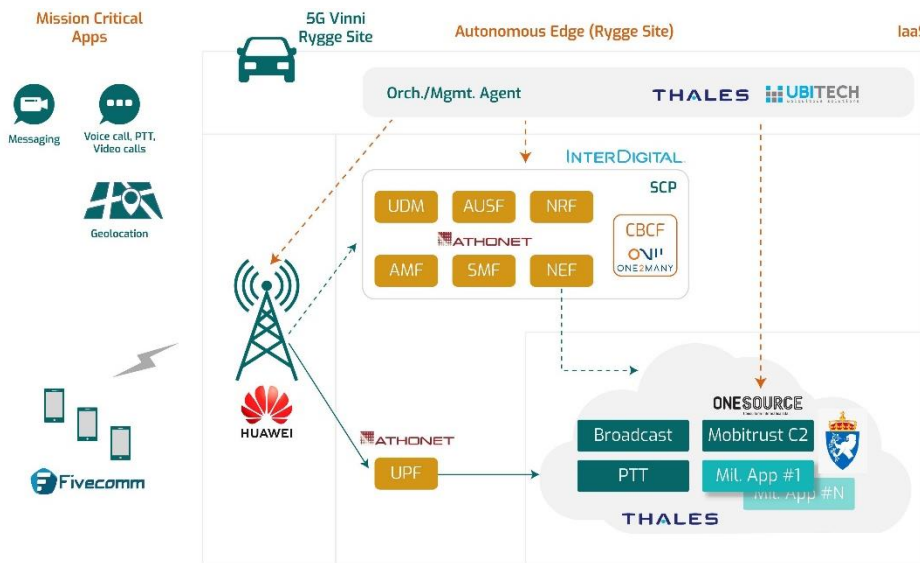 Mission Critical
Apps
5G Vinni
Rygge Site
Autonomous Edge (Rygge Site)
IaaS
Orch./Mgmt. Agent
THALES
UBITECH
Messaging
Voice call, PTT,
Video calls
Geolocation
INTERDIGITAL
SCP
UDM
AUSF
NRF
ATHONET
CBCF
ONE2MANY
AMF
SMF
NEF
HUAWEI
Fivecomm
ATHONET
UPF
ONESOURCE
Broadcast
Mobitrust C2
PTT
Mil. App #1
Mil. App #N
THALES